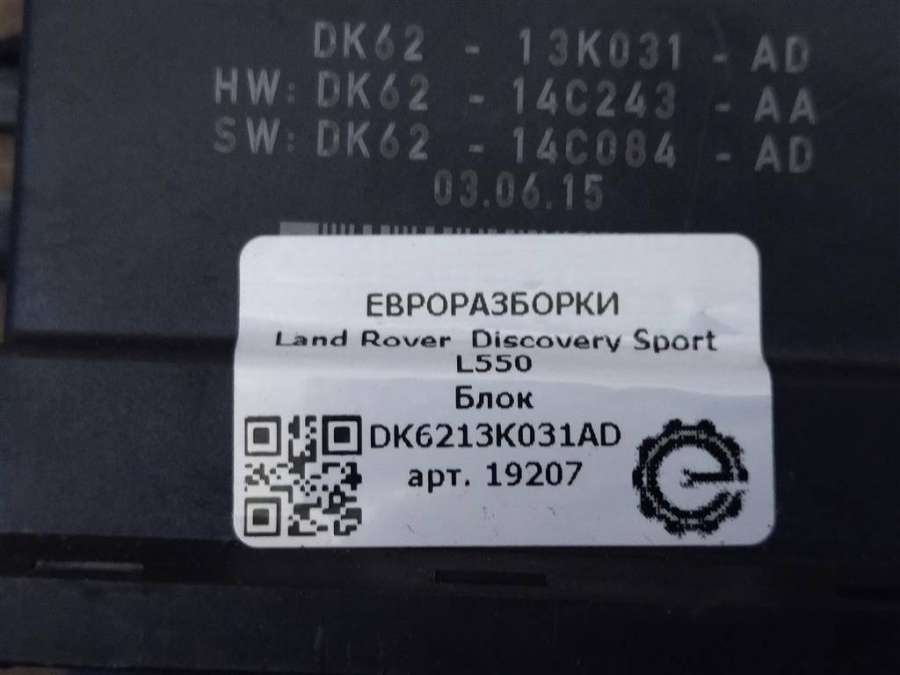 DK62 - 13K031 - AD
HW: DK62 - 14C243 - AA
SW: DK62 - 14C084 - AD
03.06.15
ЕВРОРАЗБОРКИ
Land Rover Discovery Sport
L550
Блок
DK6213K031AD
арт. 19207